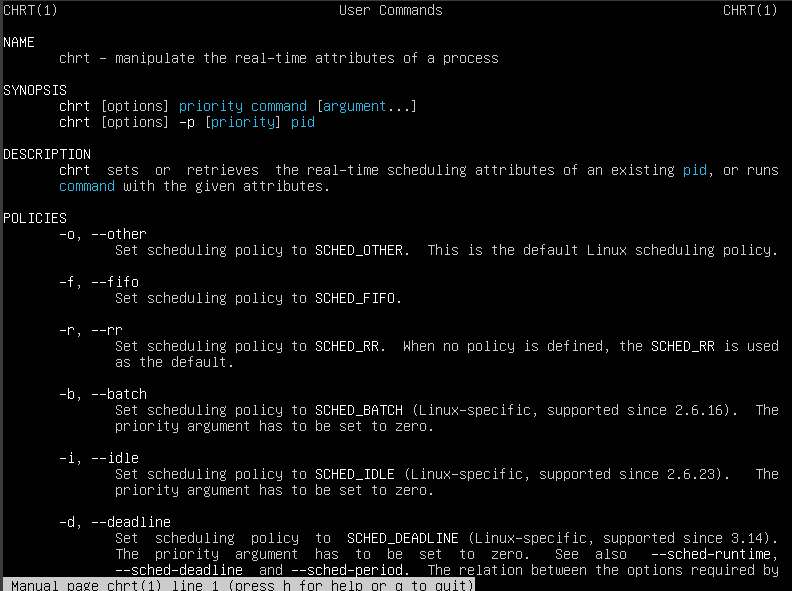 CHRT(1) User Commands CHRT(1)
NAME
chrt - manipulate the real-time attributes of a process
SYNOPSIS
chrt [options] priority command [argument...]
chrt [options] -p [priority] pid
DESCRIPTION
chrt sets or retrieves the real-time scheduling attributes of an existing pid, or runs
command with the given attributes.
POLICIES
-o, --other
Set scheduling policy to SCHED_OTHER. This is the default Linux scheduling policy.
-f, --fifo
Set scheduling policy to SCHED_FIFO.
-r, --rr
Set scheduling policy to SCHED_RR. When no policy is defined, the SCHED_RR is used
as the default.
-b, --batch
Set scheduling policy to SCHED_BATCH (Linux-specific, supported since 2.6.16). The
priority argument has to be set to zero.
-i, --idle
Set scheduling policy to SCHED_IDLE (Linux-specific, supported since 2.6.23). The
priority argument has to be set to zero.
-d, --deadline
Set scheduling policy to SCHED_DEADLINE (Linux-specific, supported since 3.14).
The priority argument has to be set to zero. See also --sched-runtime,
--sched-deadline and --sched-period. The relation between the options required by
Manual page chrt(1) line 1 (press h for help or q to quit)